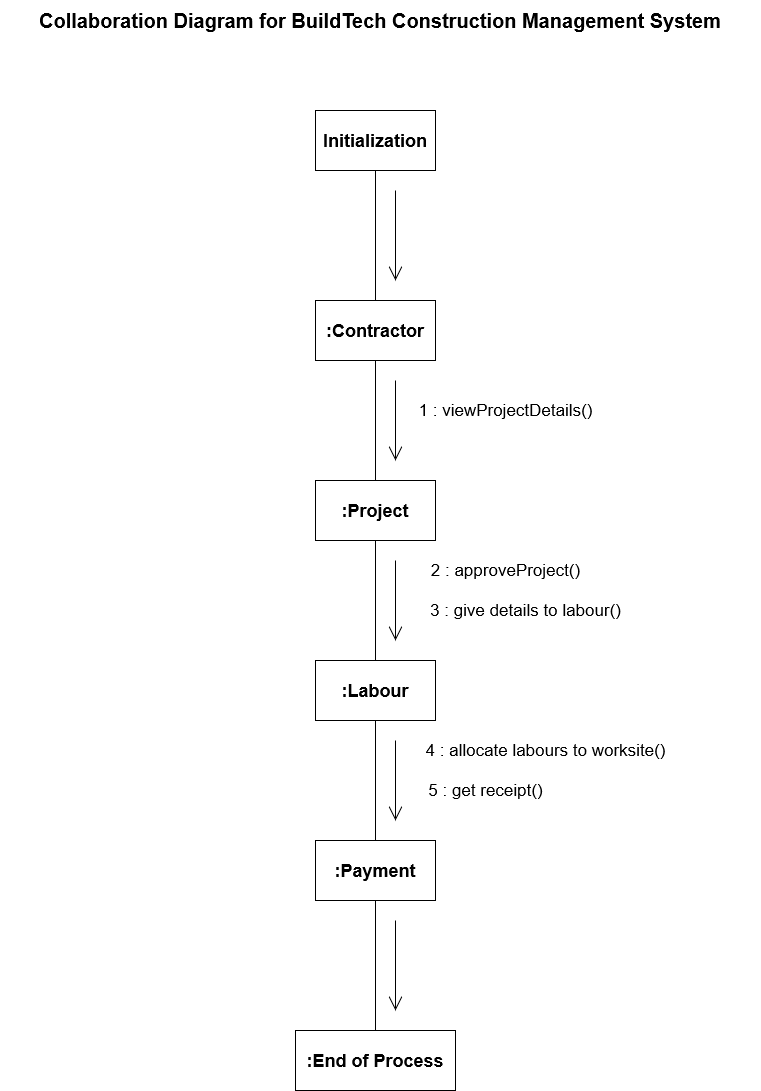 Collaboration Diagram for BuildTech Construction Management System
Initialization
:Contractor
1 : viewProjectDetails()
:Project
2 : approveProject()
3 : give details to labour()
:Labour
4 : allocate labours to worksite()
5 : get receipt()
:Payment
:End of Process